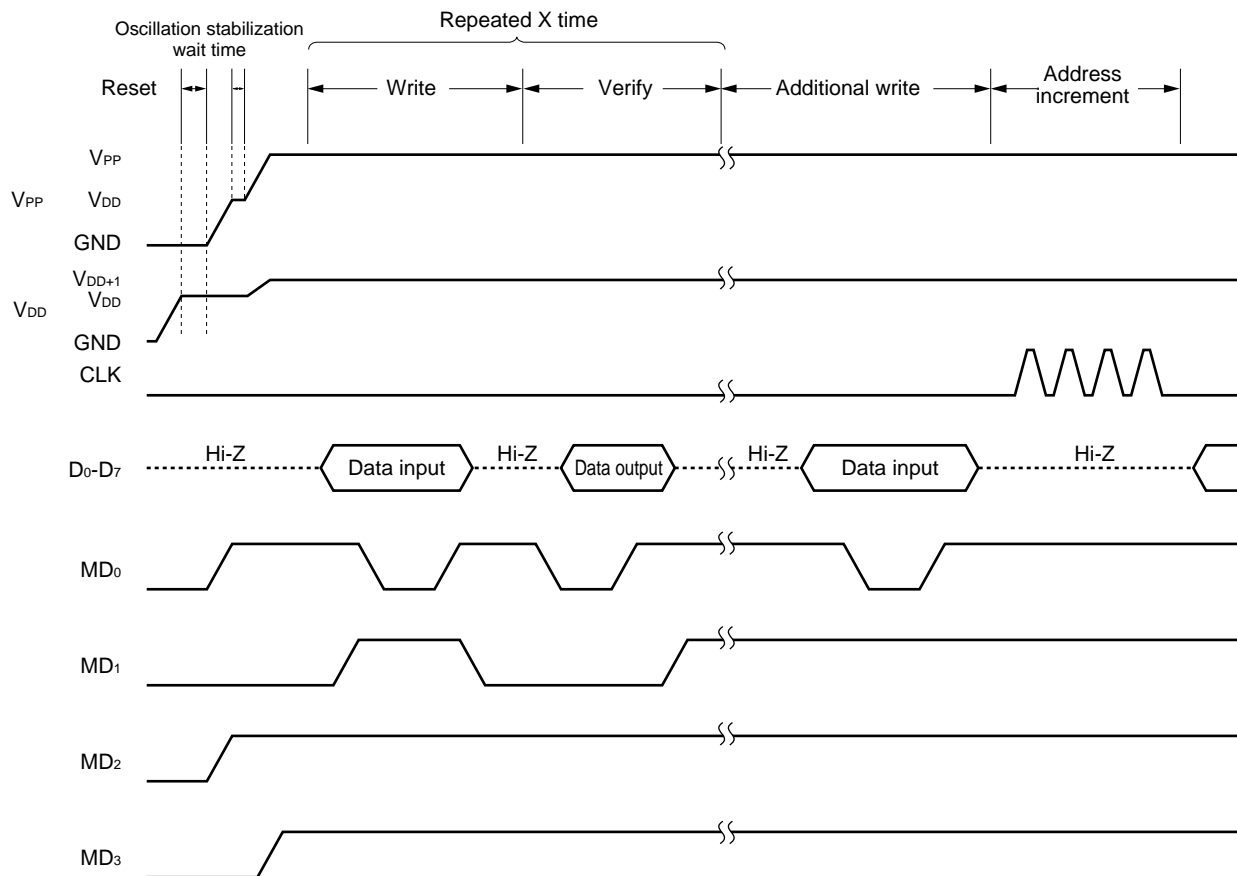 Repeated X time
Oscillation stabilization
wait time
Reset
Write
Verify
Additional write
Address
increment
VPP
VPP
VDD
GND
VDD+1
VDD
VDD
GND
CLK
D0-D7
Hi-Z
Data input
Hi-Z
Data output
Hi-Z
Data input
Hi-Z
MD0
MD1
MD2
MD3